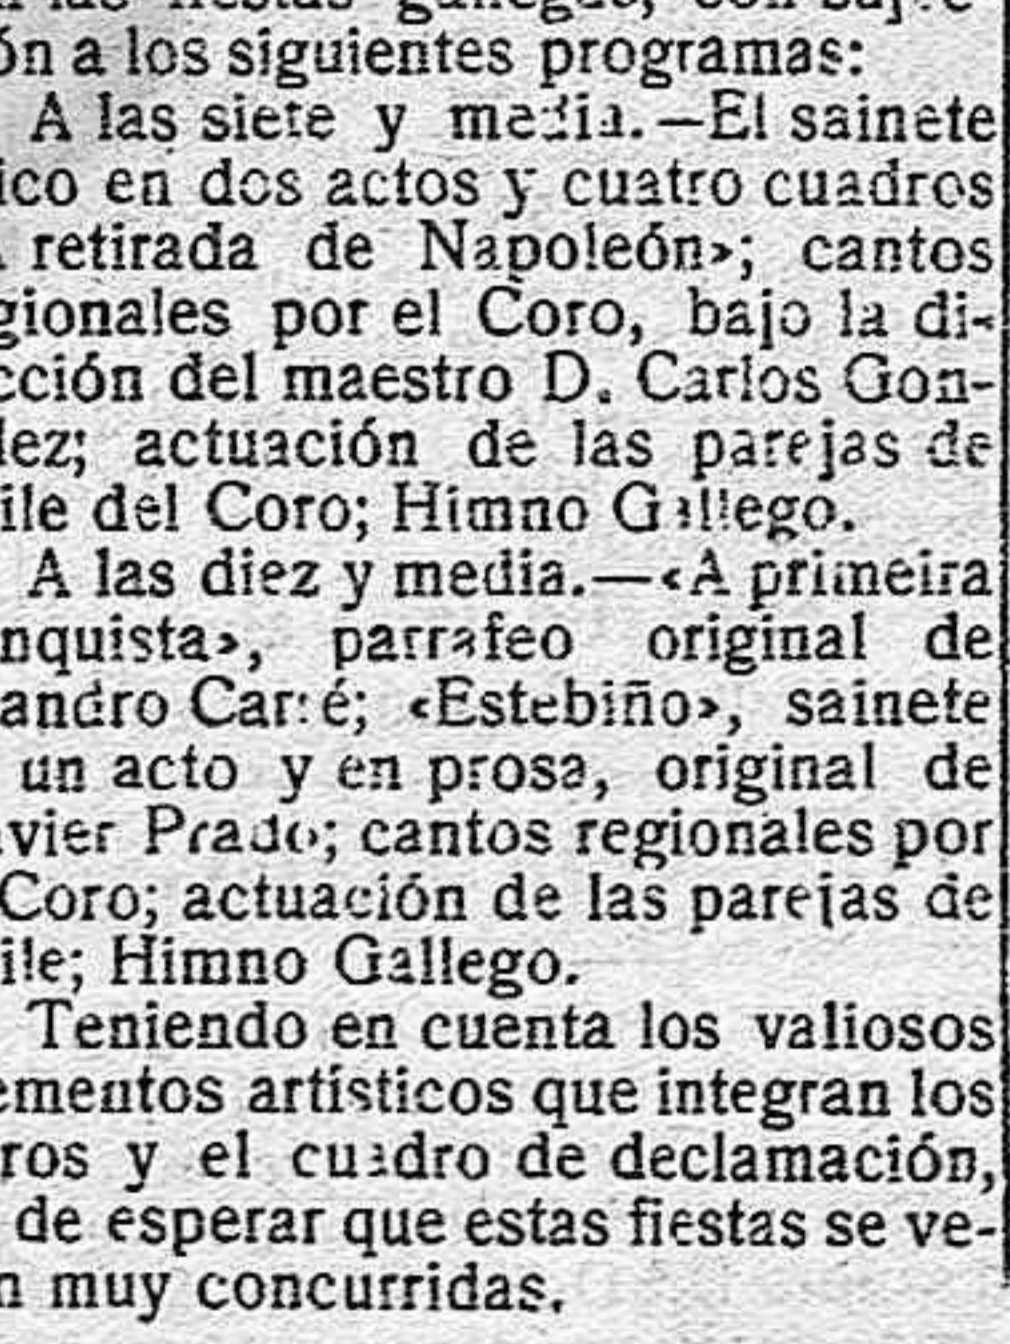 las fiestas gallegas, con suje-
ón a los siguientes programas:
A las siete y media.—El sainete
ico en dos actos y cuatro cuadros
retirada de Napoleón»; cantos
gionales por el Coro, bajo la di-
cción del maestro D. Carlos Gon-
lez; actuación de las parejas de
ile del Coro; Himno Gallego.
A las diez y media.—«A primeira
nquista», parrafeo original de
andro Carré; «Estebiño», sainete
un acto y en prosa, original de
vier Prado; cantos regionales por
Coro; actuación de las parejas de
ile; Himno Gallego.
Teniendo en cuenta los valiosos
ementos artísticos que integran los
ros y el cuadro de declamación,
de esperar que estas fiestas se ve-
n muy concurridas.